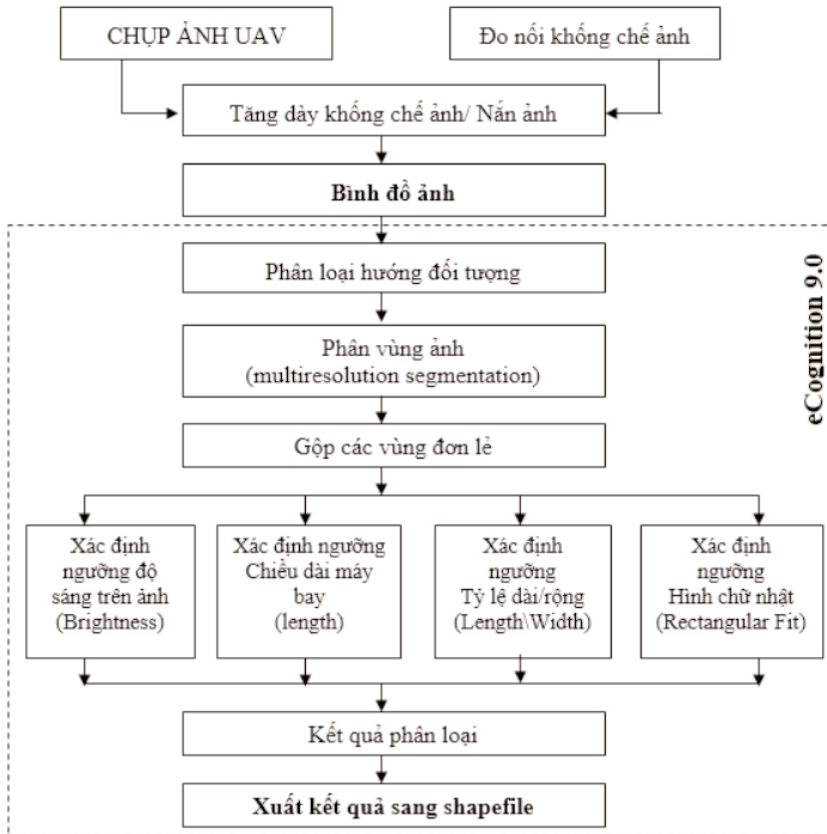 CHỤP ẢNH UAV
Đo nối khống chế ảnh
Tăng dày khống chế ảnh/ Nắn ảnh
Bình đồ ảnh
eCognition 9.0
Phân loại hướng đối tượng
Phân vùng ảnh
(multiresolution segmentation)
Gộp các vùng đơn lẻ
Xác định
ngưỡng độ
sáng trên ảnh
(Brightness)
Xác định ngưỡng
Chiều dài máy
bay
(length)
Xác định
ngưỡng
Tỷ lệ dài/rộng
(Length\Width)
Xác định
ngưỡng
Hình chữ nhật
(Rectangular Fit)
Kết quả phân loại
Xuất kết quả sang shapefile